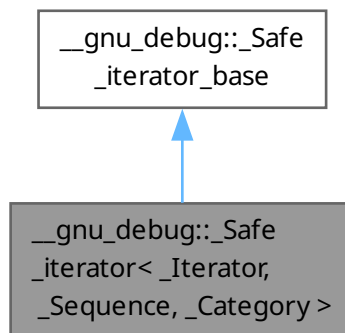 __gnu_debug::_Safe
_iterator_base
__gnu_debug::_Safe
_iterator< _Iterator,
_Sequence, _Category >